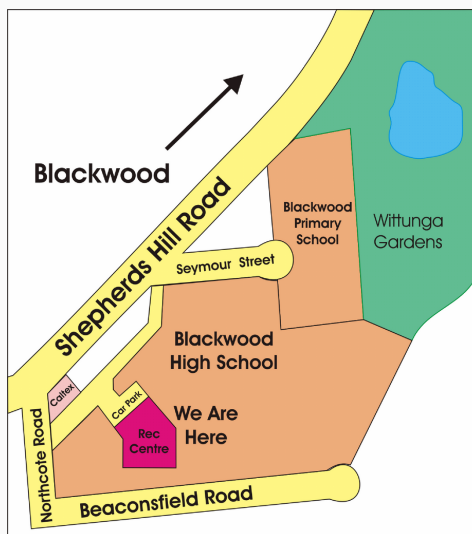 Blackwood
Shepherds Hill Road
Blackwood
Primary
School
Wittunga
Gardens
Seymour Street
Blackwood
High School
Caltex
Car Park
We Are
Here
Rec
Centre
Northcote Road
Beaconsfield Road